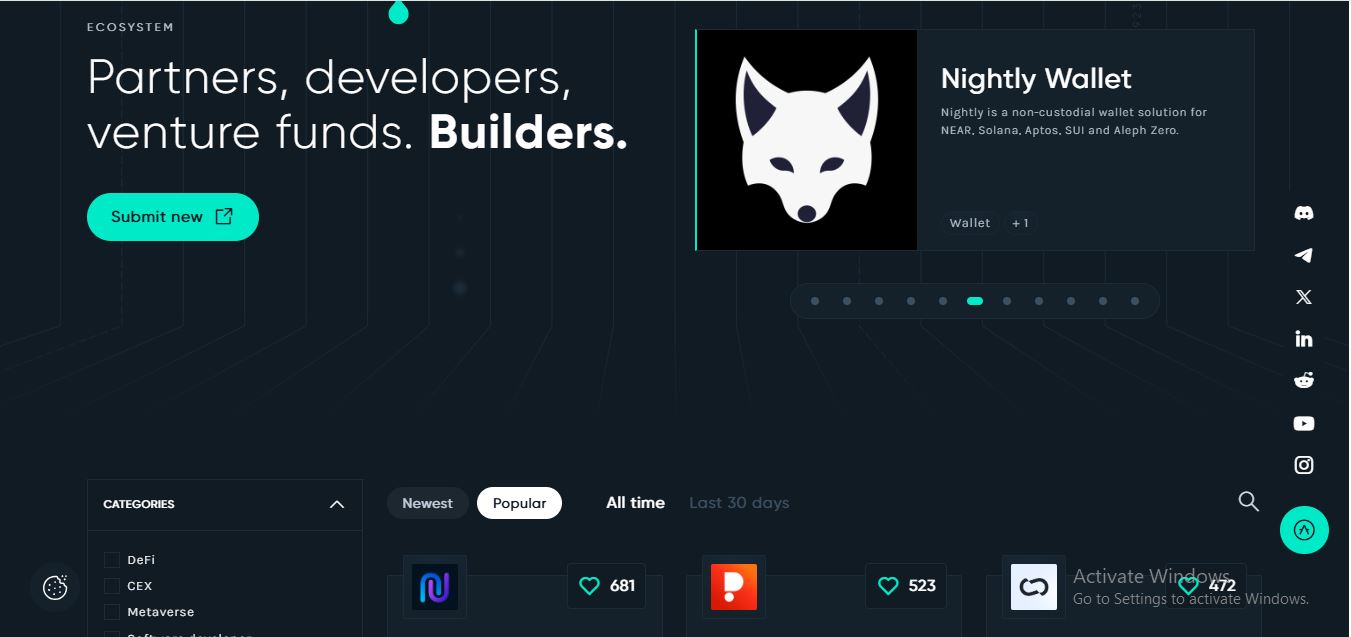 ECOSYSTEM
Partners, developers,
venture funds. Builders.
Submit new
Nightly Wallet
Nightly is a non-custodial wallet solution for
NEAR, Solana, Aptos, SUI and Aleph Zero.
Wallet + 1
CATEGORIES
DeFi
CEX
Metaverse
Software developer
Newest Popular All time Last 30 days
681
523
472
Activate Windows
Go to Settings to activate Windows.